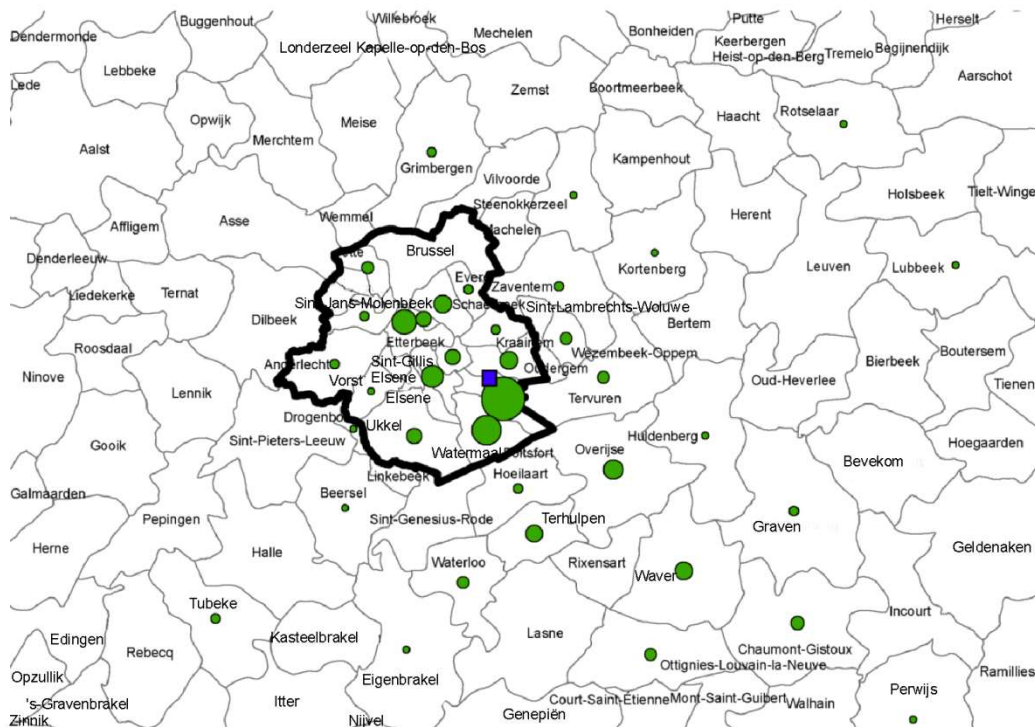 Buggenhout
Willebroek
Mechelen
Putte
Herselt
Dendermonde
Bonheiden
Keerbergen
Begijnendijk
Londerzeel Kapelle-op-den-Bos
Heist-op-den-Berg
Tremelo
Lebbeke
Aarschot
Lede
Zemst
Boortmeerbeek
Opwijk
Meise
Haacht
Rotselaar
Merchtem
Aalst
Kampenhout
Grimbergen
Vilvoorde
Holsbeek
Tielt-Winge
Steenokkerzeel
Affligem
Asse
Wemmel
Herent
Machelen
Brussel
Denderleeuw
Leuven
Lubbeek
Kortenberg
Zaventem
Liedekerke
Ternat
Sint-Jans-Molenbeek
Sint-Lambrechts-Woluwe
Dilbeek
Bertem
Roosdaal
Etterbeek
Kraainem
Wezembeek-Oppem
Boutersem
Anderlecht
Sint-Gillis
Oudergem
Bierbeek
Ninove
Vorst
Elsene
Oud-Heverlee
Tienen
Lennik
Elsene
Tervuren
Ukkel
Sint-Pieters-Leeuw
Huldenberg
Hoegaarden
Gooik
Watermaal
Overijse
Bevekom
Linkebeek
Hoeilaart
Galmaarden
Beersel
Pepingen
Sint-Genesius-Rode
Terhulpen
Graven
Herne
Halle
Geldenaken
Waterloo
Rixensart
Waver
Tubeke
Incourt
Edingen
Kasteelbrakel
Lasne
Rebecq
Chaumont-Gistoux
Ottignies-Louvain-la-Neuve
Ramillies
Opzullik
Eigenbrakel
Perwijs
's-Gravenbrakel
Itter
Court-Saint-Étienne
Mont-Saint-Guibert
Walhain
Zinnik
Nijvel
Genepiën